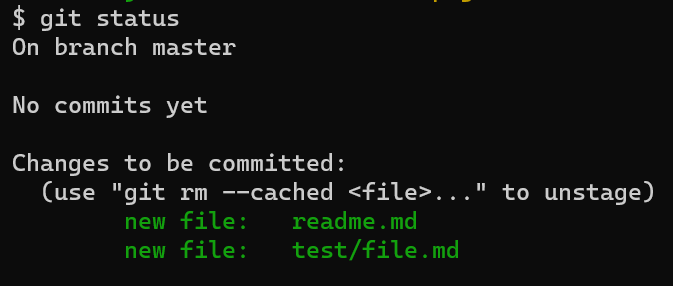 $ git status
On branch master

No commits yet

Changes to be committed:
  (use "git rm --cached <file>..." to unstage)
        new file:   readme.md
        new file:   test/file.md